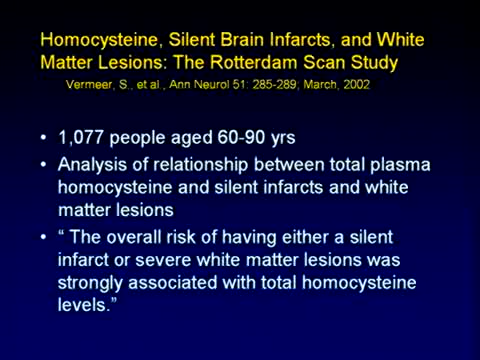 Homocysteine, Silent Brain Infarcts, and White
Matter Lesions: The Rotterdam Scan Study
Vermeer, S., et al., Ann Neurol 51: 285-289; March, 2002
• 1,077 people aged 60-90 yrs
• Analysis of relationship between total plasma
homocysteine and silent infarcts and white
matter lesions
• “ The overall risk of having either a silent
infarct or severe white matter lesions was
strongly associated with total homocysteine
levels.”